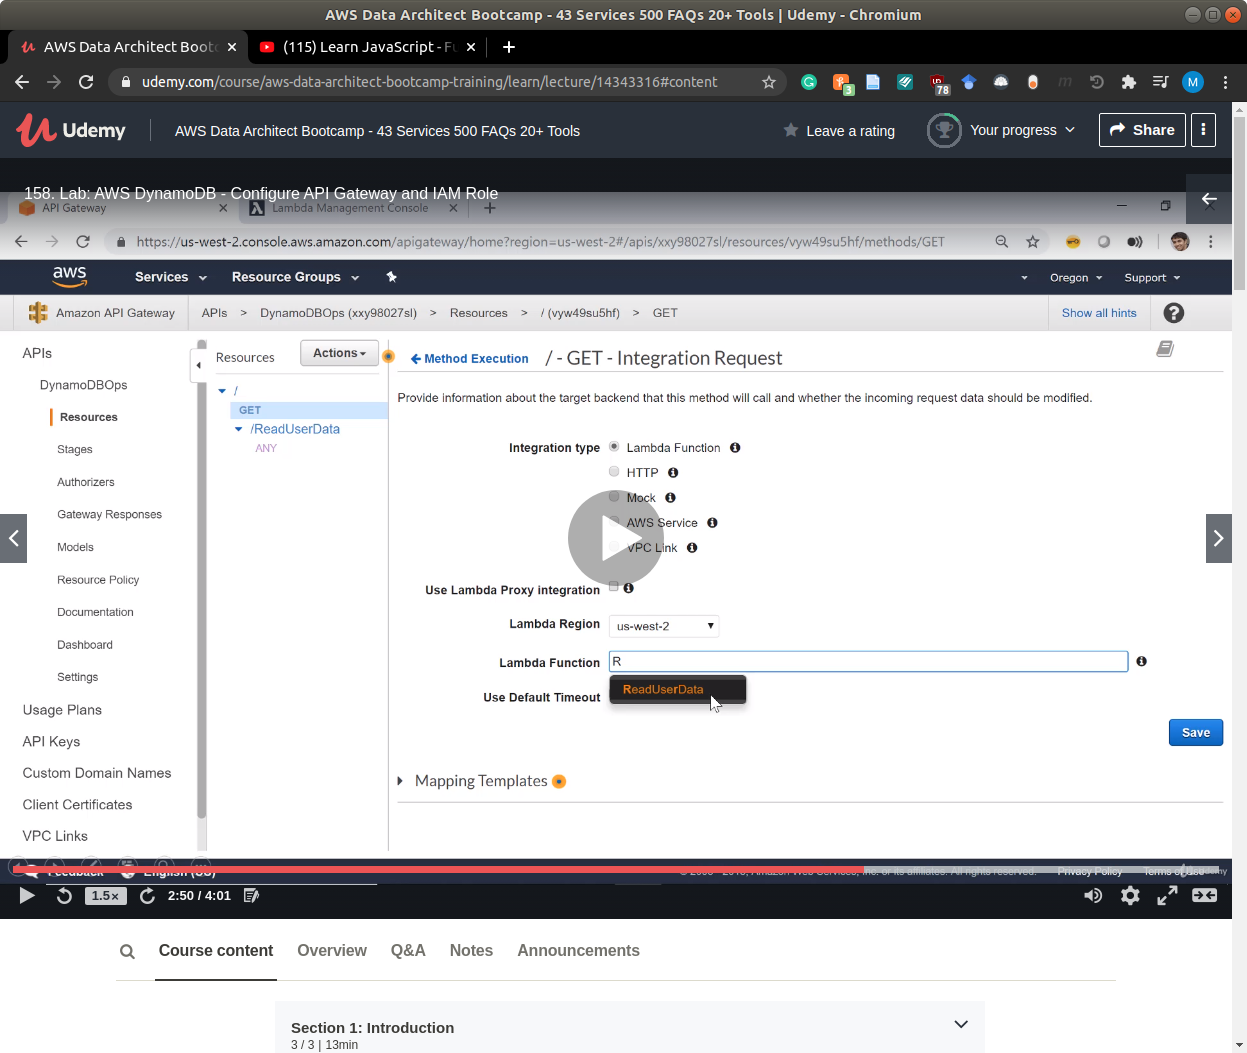 AWS Data Architect Bootcamp - 43 Services 500 FAQs 20+ Tools | Udemy - Chromium
AWS Data Architect Bootc
(115) Learn JavaScript - Fu
udemy.com/course/aws-data-architect-bootcamp-training/learn/lecture/14343316#content
3
78
M
Udemy
AWS Data Architect Bootcamp - 43 Services 500 FAQs 20+ Tools
Leave a rating
Your progress
Share
158. Lab: AWS DynamoDB - Configure API Gateway and IAM Role
API Gateway
Lambda Management Console
https://us-west-2.console.aws.amazon.com/apigateway/home?region=us-west-2#/apis/xxy98027sl/resources/vyw49su5hf/methods/GET
aws
Services
Resource Groups
Oregon
Support
Amazon API Gateway
APIs > DynamoDBOps (xxy98027sl) > Resources > / (vyw49su5hf) > GET
Show all hints
APIs
DynamoDBOps
Resources
Stages
Authorizers
Gateway Responses
Models
Resource Policy
Documentation
Dashboard
Settings
Usage Plans
API Keys
Custom Domain Names
Client Certificates
VPC Links
Resources
Actions
/
GET
/ReadUserData
ANY
Method Execution
/ - GET - Integration Request
Provide information about the target backend that this method will call and whether the incoming request data should be modified.
Integration type
Lambda Function
HTTP
Mock
AWS Service
VPC Link
Use Lambda Proxy integration
Lambda Region
us-west-2
Lambda Function
R
ReadUserData
Use Default Timeout
Save
Mapping Templates
Feedback
English (US)
Privacy Policy
1.5×
2:50 / 4:01
Course content
Overview
Q&A
Notes
Announcements
Section 1: Introduction
3 / 3 | 13min